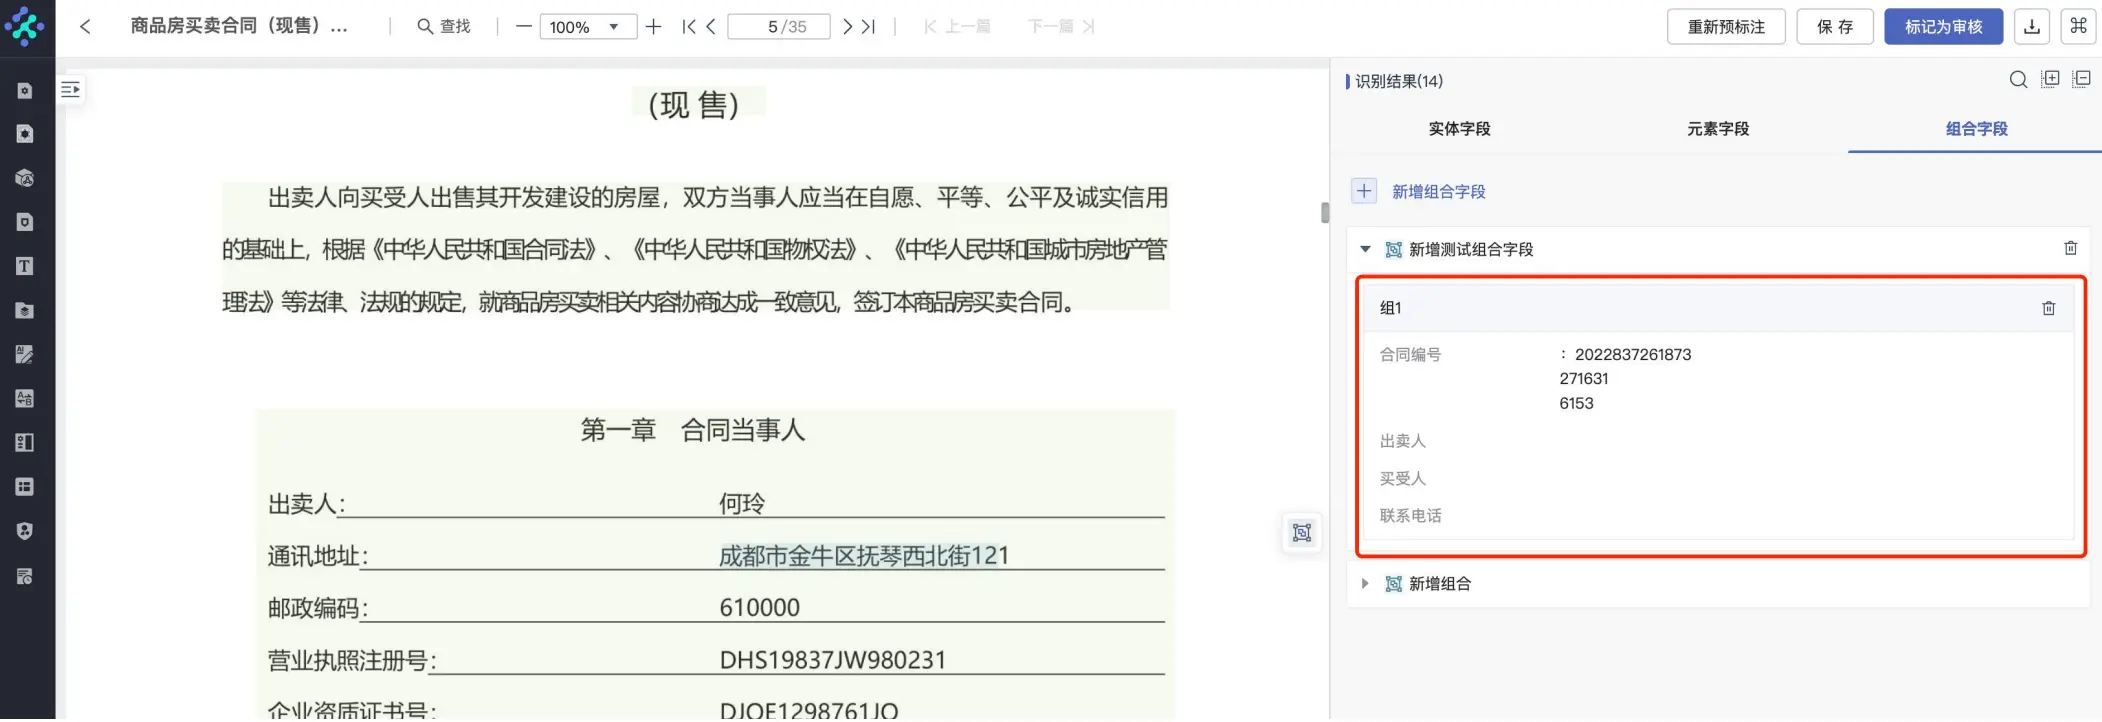 商品房买卖合同（现售）...
查找
100%
5/35
上一篇
下一篇
重新预标注
保 存
标记为审核
(现 售)
出卖人向买受人出售其开发建设的房屋，双方当事人应当在自愿、平等、公平及诚实信用
的基础上，根据《中华人民共和国合同法》、《中华人民共和国物权法》、《中华人民共和国城市房地产管
理法》等法律、法规的规定，就商品房买卖相关内容协商达成一致意见，签订本商品房买卖合同。
第一章 合同当事人
出卖人： 何玲
通讯地址： 成都市金牛区抚琴西北街121
邮政编码： 610000
营业执照注册号： DHS19837JW980231
企业资质证书号： DJOE1298761JO
识别结果(14)
实体字段
元素字段
组合字段
新增组合字段
新增测试组合字段
组1
合同编号 ：2022837261873
271631
6153
出卖人
买受人
联系电话
新增组合